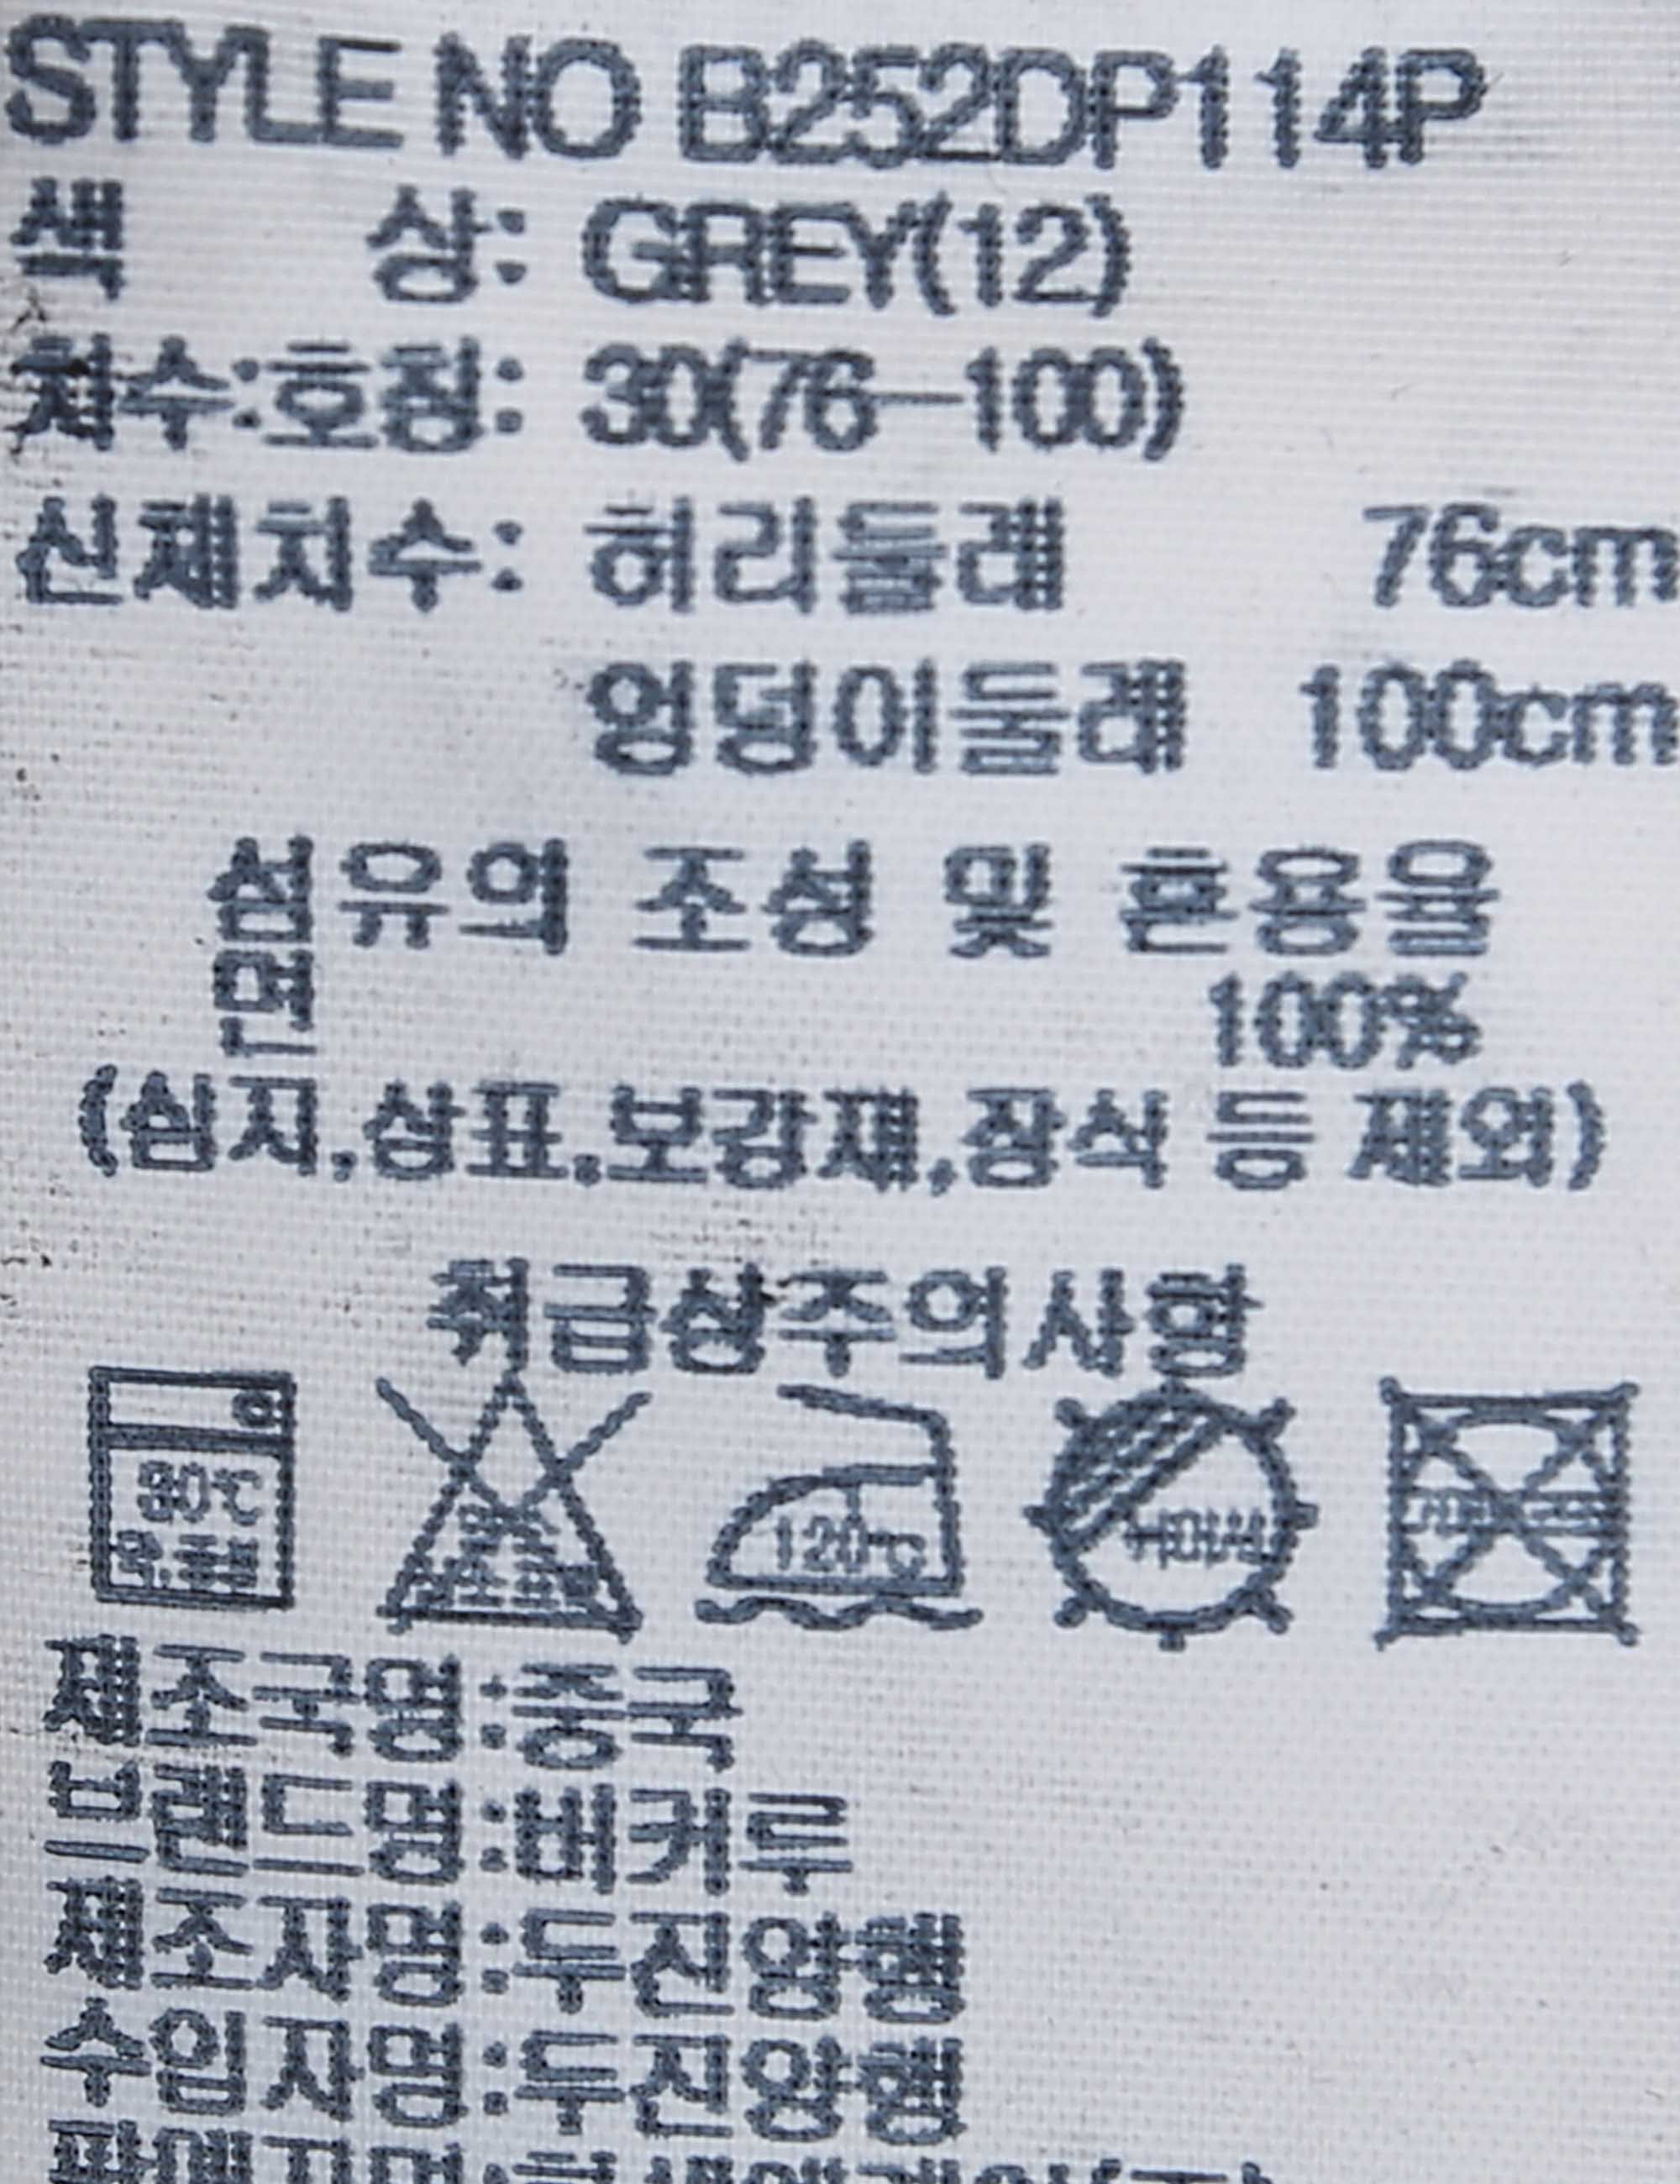 STYLE NO B252DP114P
색 상: GREY(12)
치수:호칭: 30(76-100)
신체치수: 허리둘레 76cm
엉덩이둘레 100cm
섬유의 조성 및 혼용율
면 100%
(심지,상표,보강재,장식 등 제외)
취급상주의사항
120℃
제조국명:중국
브랜드명:버커루
제조자명:두진양행
수입자명:두진양행
판매자명: